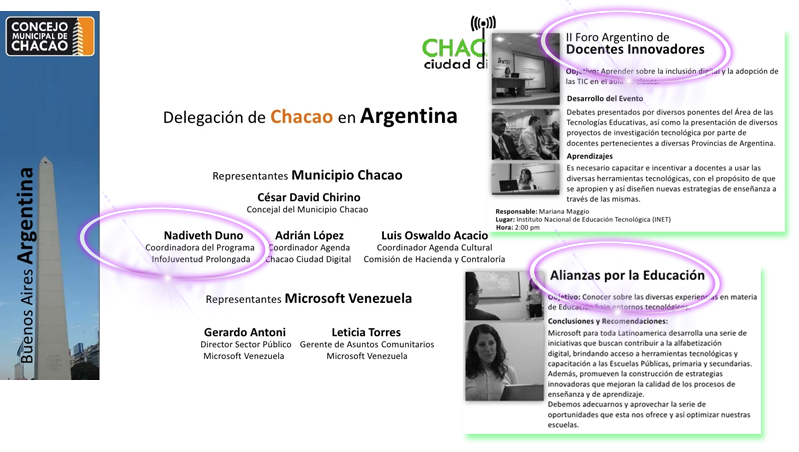 CONCEJO
MUNICIPAL DE
CHACAO
Buenos Aires Argentina
CHAC
ciudad di
Delegación de Chacao en Argentina
Representantes Municipio Chacao
César David Chirino
Concejal del Municipio Chacao
Nadiveth Duno
Coordinadora del Programa
InfoJuventud Prolongada
Adrián López
Coordinador Agenda
Chacao Ciudad Digital
Luis Oswaldo Acacio
Coordinador Agenda Cultural
Comisión de Hacienda y Contraloría
Representantes Microsoft Venezuela
Gerardo Antoni
Director Sector Público
Microsoft Venezuela
Leticia Torres
Gerente de Asuntos Comunitarios
Microsoft Venezuela
II Foro Argentino de
Docentes Innovadores
Objetivo: Aprender sobre la inclusión digital y la adopción de
las TIC en el aula
Desarrollo del Evento
Debates presentados por diversos ponentes del Área de las
Tecnologías Educativas, así como la presentación de diversos
proyectos de investigación tecnológica por parte de
docentes pertenecientes a diversas Provincias de Argentina.
Aprendizajes
Es necesario capacitar e incentivar a docentes a usar las
diversas herramientas tecnológicas, con el propósito de que
se apropien y así diseñen nuevas estrategias de enseñanza a
través de las mismas.
Responsable: Mariana Maggio
Lugar: Instituto Nacional de Educación Tecnológica (INET)
Hora: 2:00 pm
Alianzas por la Educación
Objetivo: Conocer sobre las diversas experiencias en materia
de Educación bajo entornos tecnológicos.
Conclusiones y Recomendaciones:
Microsoft para toda Latinoamerica desarrolla una serie de
iniciativas que buscan contribuir a la alfabetización
digital, brindando acceso a herramientas tecnológicas y
capacitación a las Escuelas Públicas, primaria y secundarias.
Además, promueven la construcción de estrategias
innovadoras que mejoran la calidad de los procesos de
enseñanza y de aprendizaje.
Debemos adecuarnos y aprovechar la serie de
oportunidades que esta nos ofrece y así optimizar nuestras
escuelas.